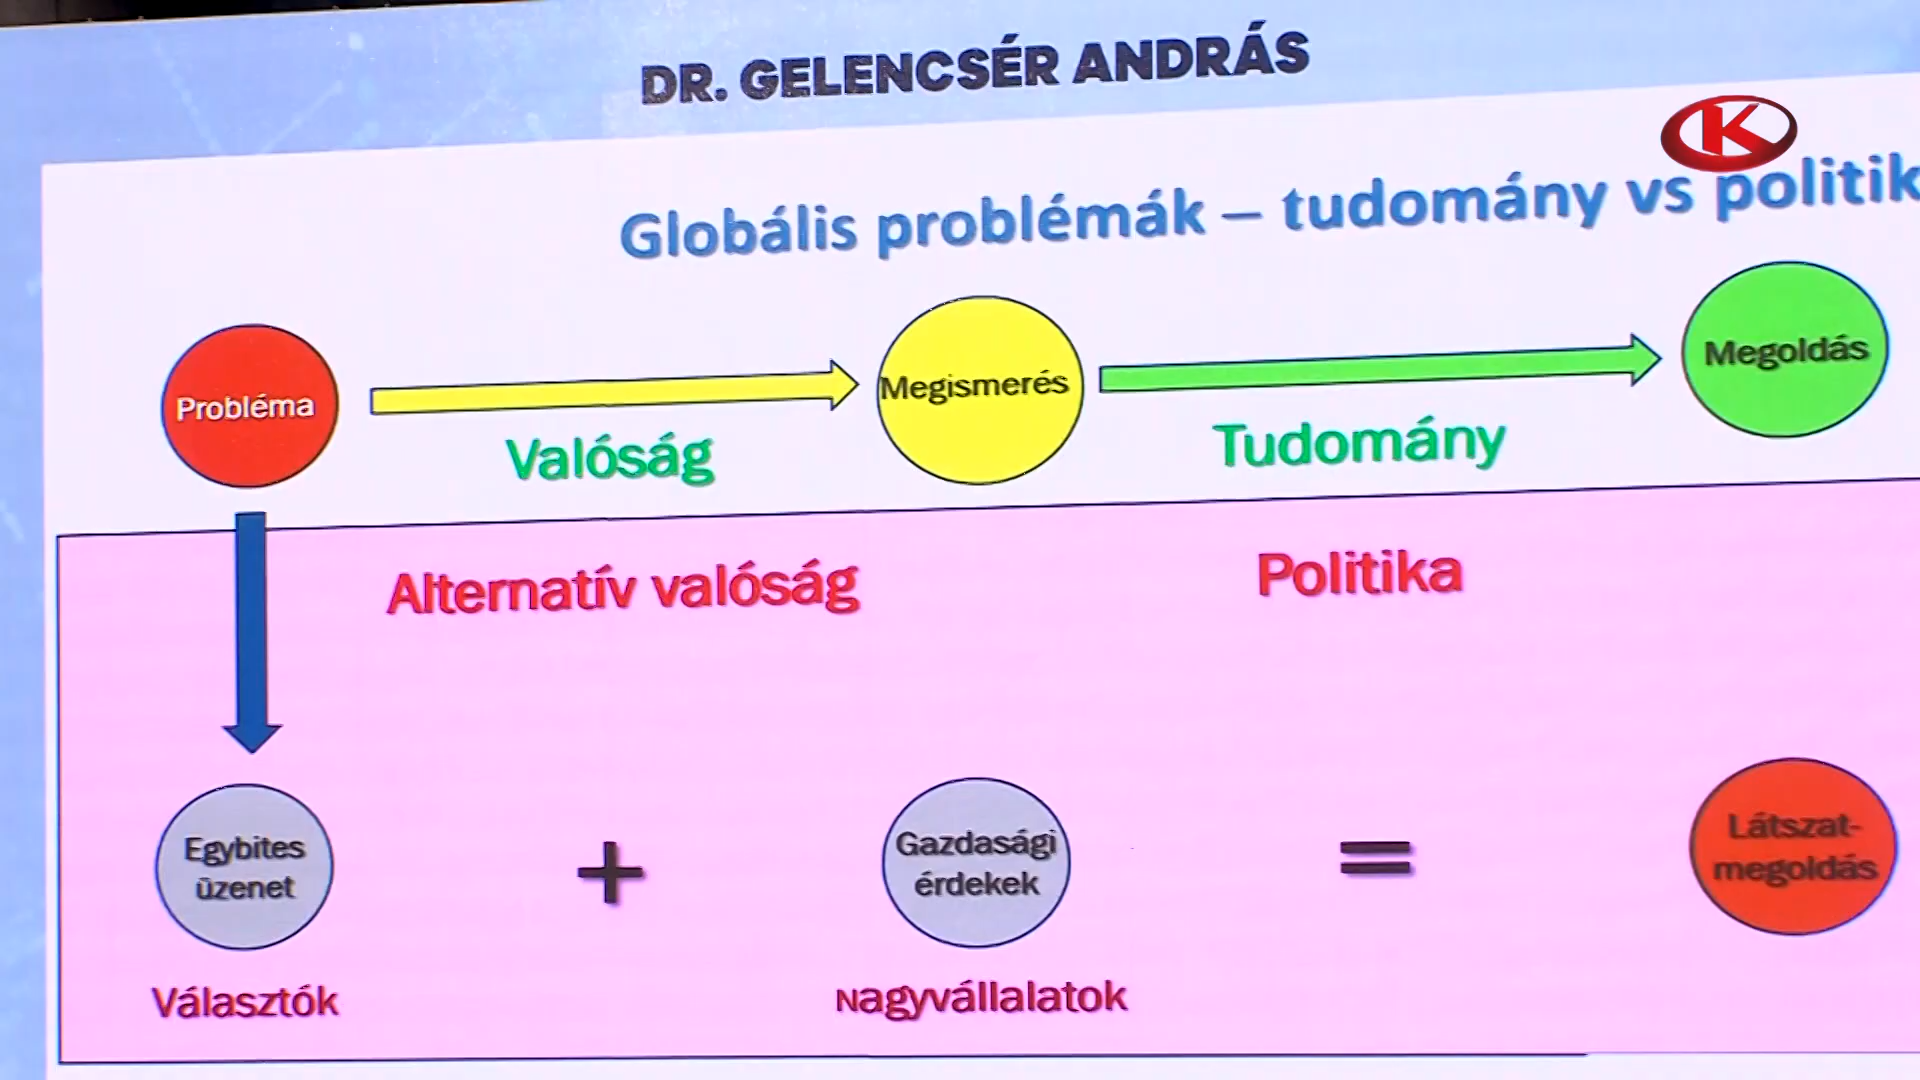 DR. GELENCSÉR ANDRÁS
K
Globális problémák – tudomány vs politik
Probléma
Megismerés
Megoldás
Valóság
Tudomány
Alternatív valóság
Politika
Egybites
üzenet
+
Gazdasági
érdekek
=
Látszat-
megoldás
Választók
Nagyvállalatok